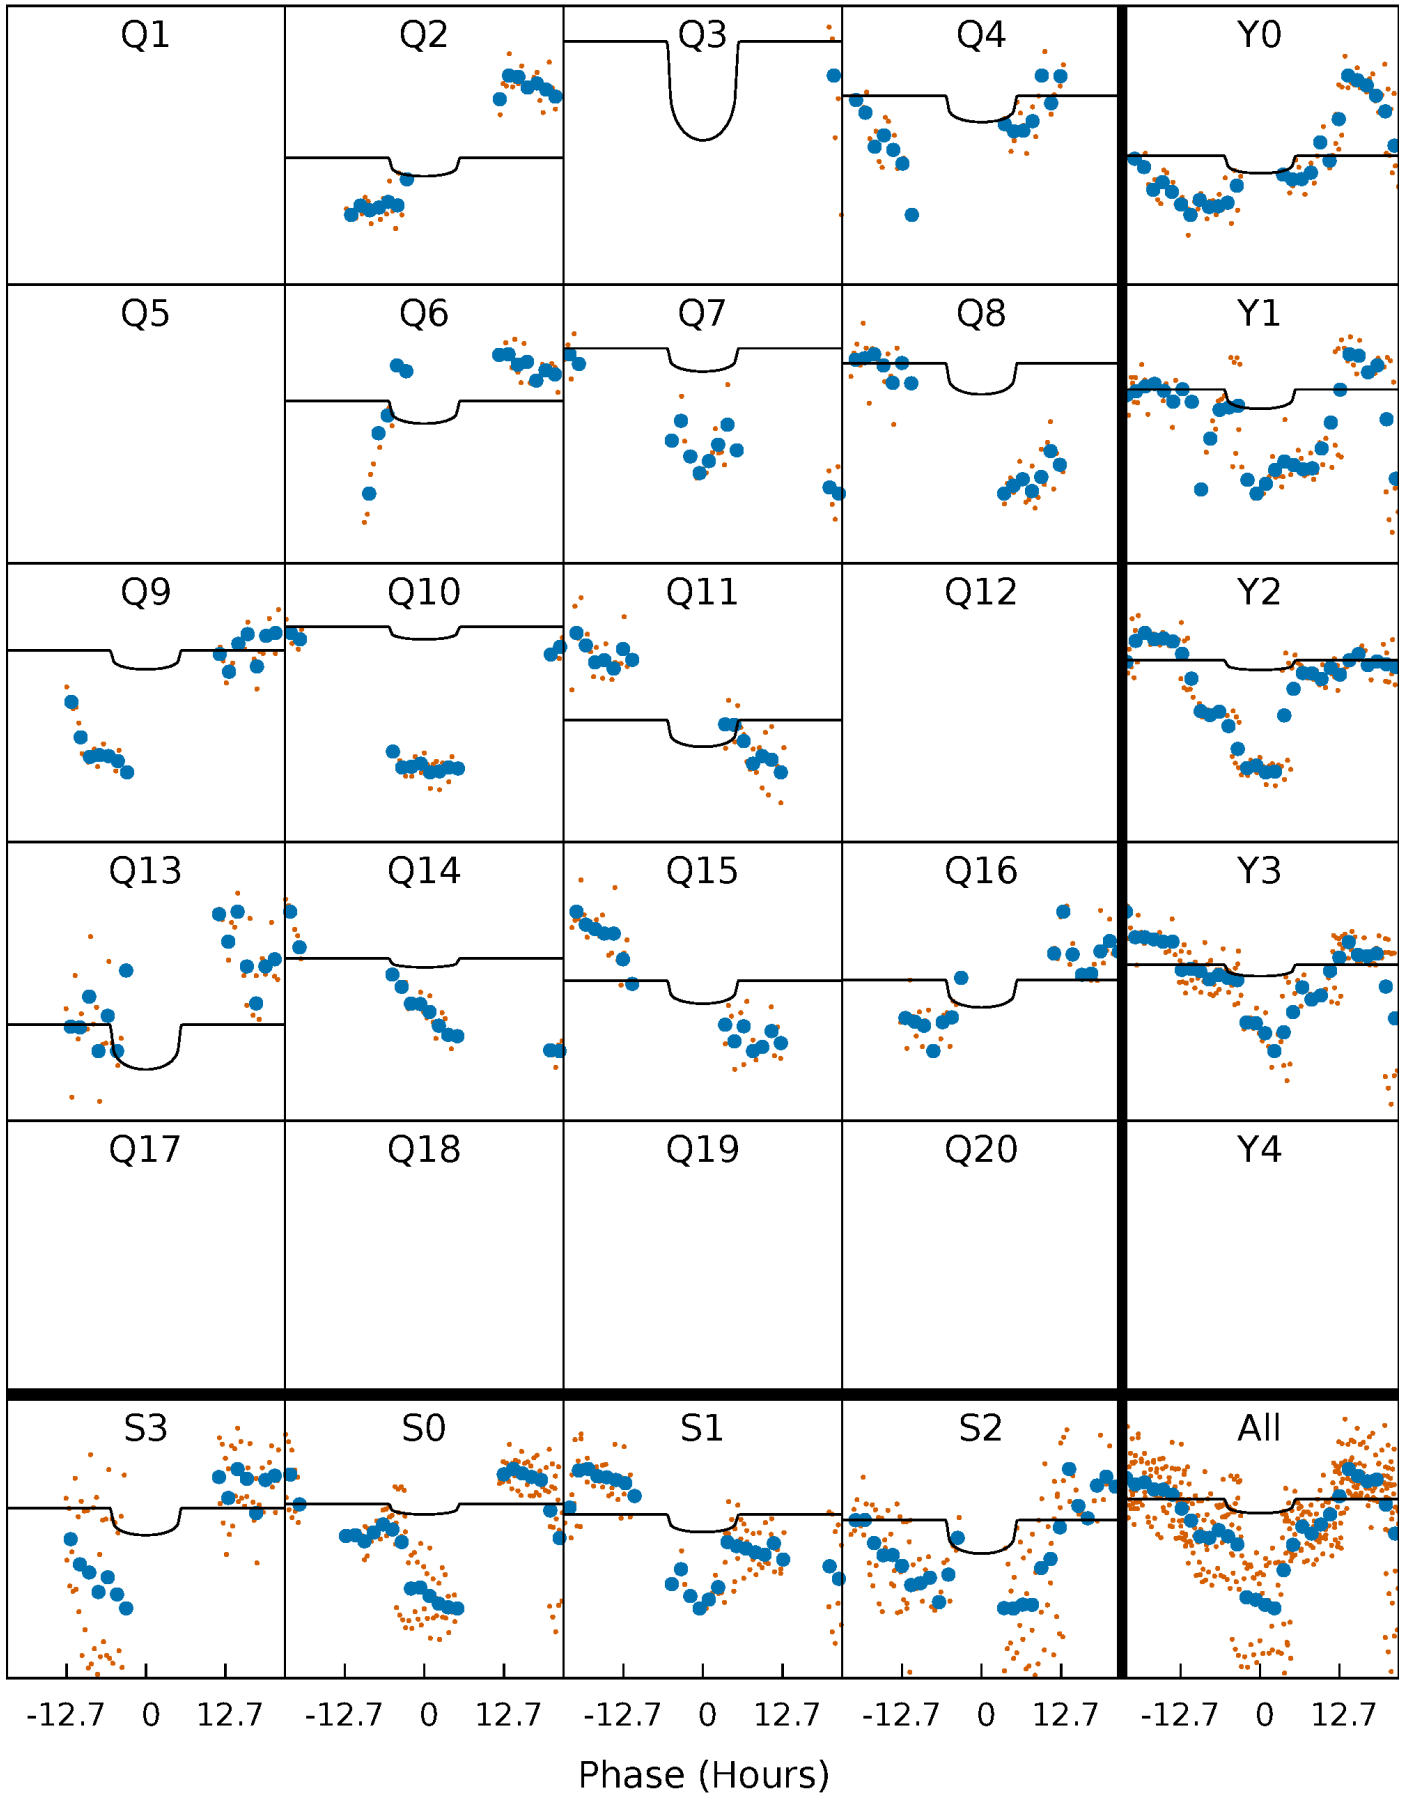 Q1 Q2 Q3 Q4 Y0
Q5 Q6 Q7 Q8 Y1
Q9 Q10 Q11 Q12 Y2
Q13 Q14 Q15 Q16 Y3
Q17 Q18 Q19 Q20 Y4
S3 S0 S1 S2 All
-12.7 0 12.7 -12.7 0 12.7 -12.7 0 12.7 -12.7 0 12.7 -12.7 0 12.7
Phase (Hours)